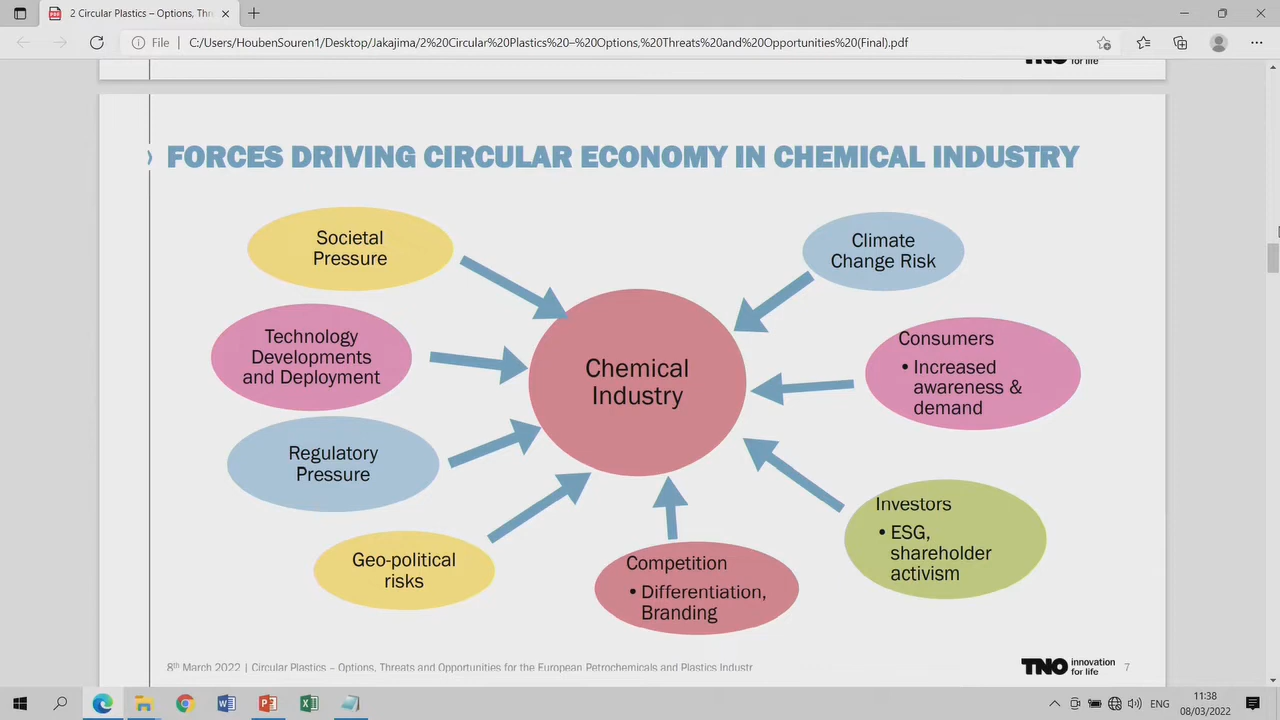 2 Circular Plastics – Options, Thr
File
C:/Users/HoubenSouren1/Desktop/Jakajima/2%20Circular%20Plastics%20–%20Options,%20Threats%20and%20Opportunities%20(Final).pdf
TNO for life
FORCES DRIVING CIRCULAR ECONOMY IN CHEMICAL INDUSTRY
Societal
Pressure
Climate
Change Risk
Technology
Developments
and Deployment
Consumers
• Increased
awareness &
demand
Chemical
Industry
Regulatory
Pressure
Investors
• ESG,
shareholder
activism
Geo-political
risks
Competition
• Differentiation,
Branding
8th March 2022 | Circular Plastics – Options, Threats and Opportunities for the European Petrochemicals and Plastics Industr
TNO innovation
for life
7
ENG
11:38
08/03/2022